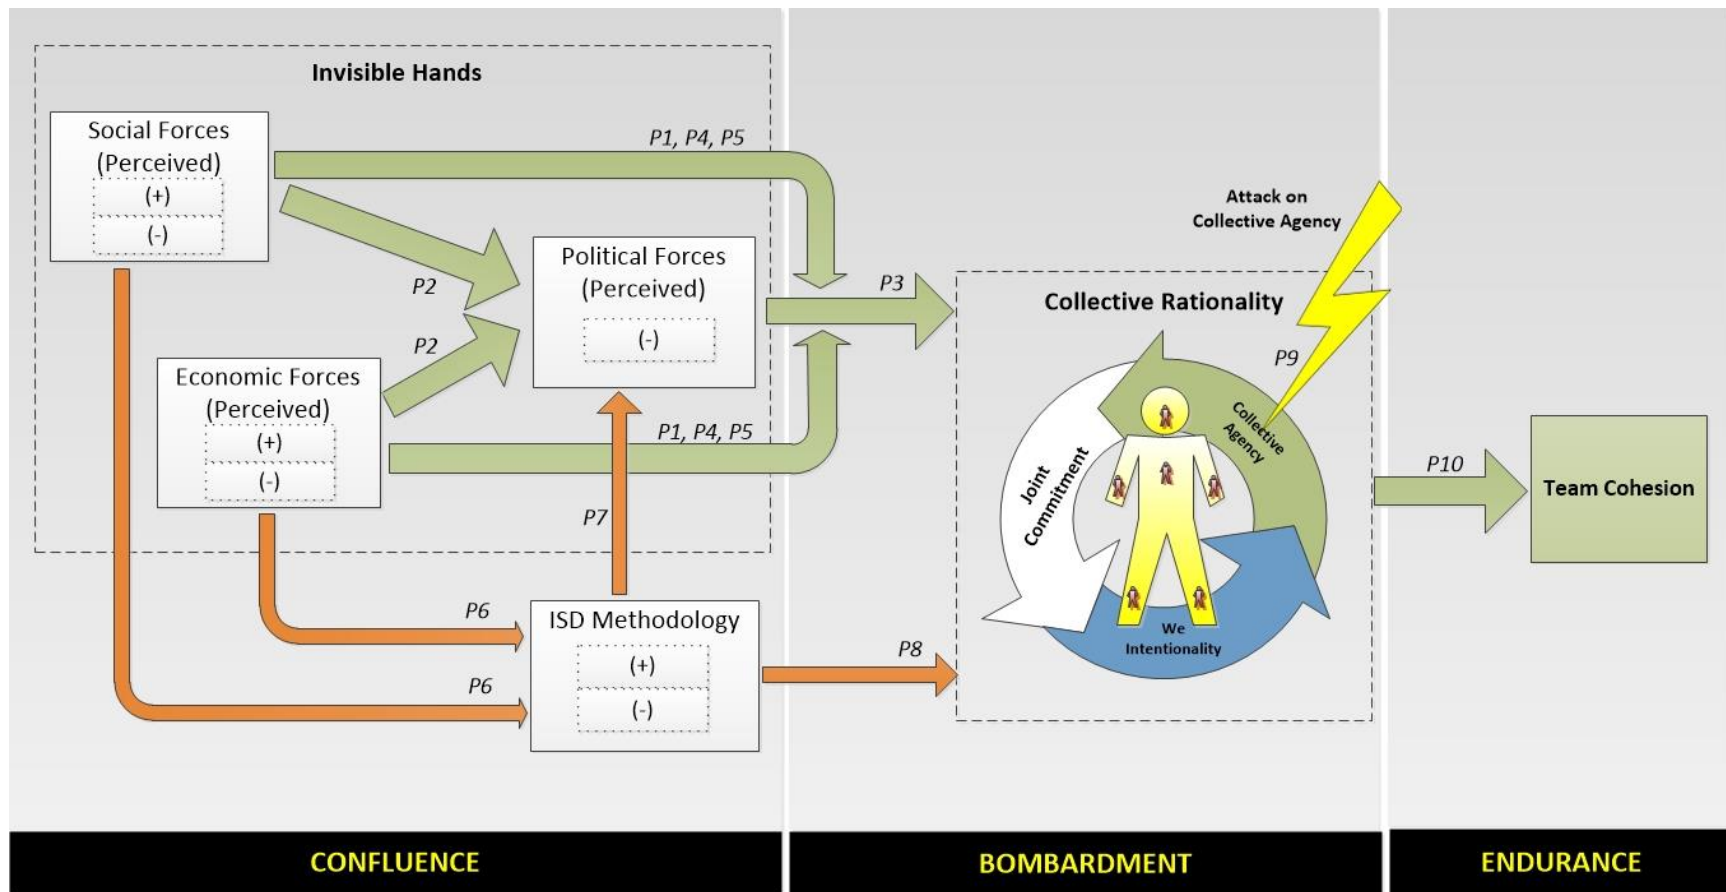 Invisible Hands
Social Forces
(Perceived)
(+)
(-)
P1, P4, P5
P2
Political Forces
(Perceived)
(-)
P3
P2
Economic Forces
(Perceived)
(+)
(-)
P1, P4, P5
P7
P6
P6
ISD Methodology
(+)
(-)
P8
Attack on
Collective Agency
Collective Rationality
P9
Collective
Agency
Joint
Commitment
We
Intentionality
P10
Team Cohesion
CONFLUENCE
BOMBARDMENT
ENDURANCE